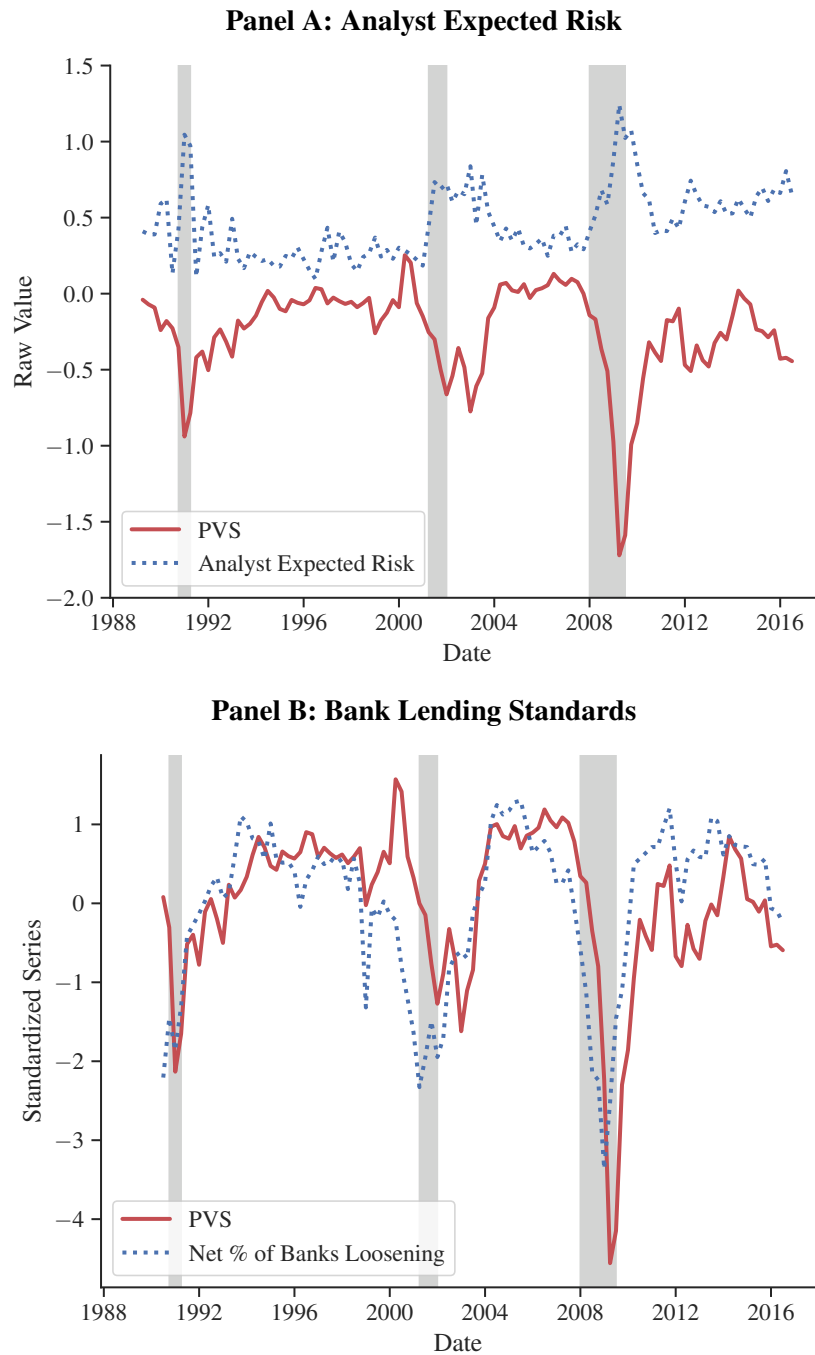 Panel A: Analyst Expected Risk
1.5
1.0
0.5
0.0
−0.5
−1.0
−1.5
−2.0
Raw Value
PVS
Analyst Expected Risk
1988 1992 1996 2000 2004 2008 2012 2016
Date
Panel B: Bank Lending Standards
1
0
−1
−2
−3
−4
Standardized Series
PVS
Net % of Banks Loosening
1988 1992 1996 2000 2004 2008 2012 2016
Date